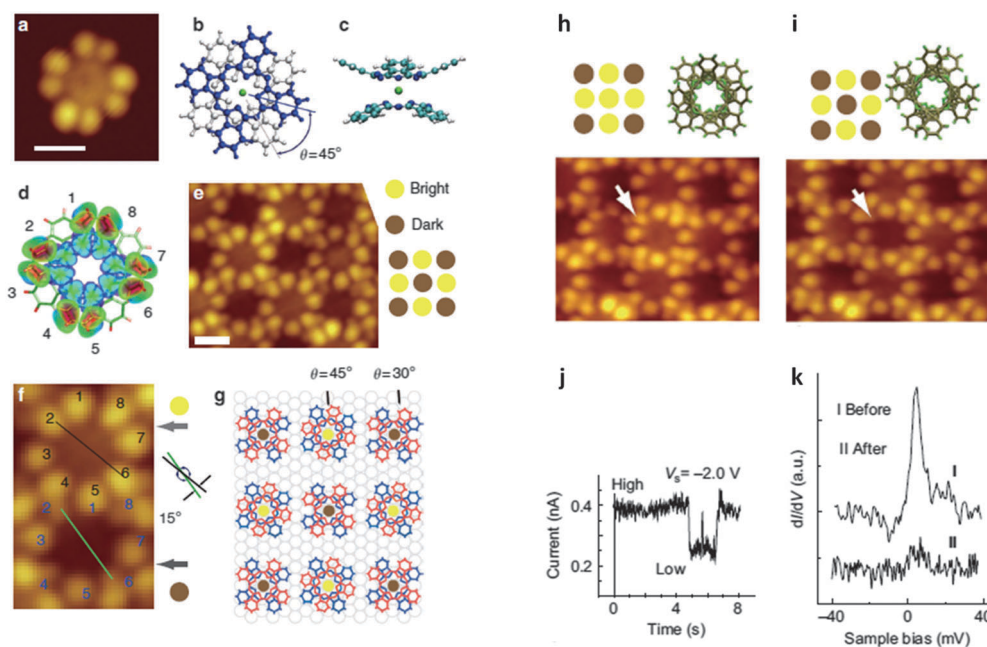 a
b
c
θ=45°
d
1
8
2
7
3
6
4
5
e
Bright
Dark
f
1
2
8
7
3
6
4
5
2
1
8
3
7
4
6
5
15°
g
θ=45°
θ=30°
h
i
j
High
Vs= –2.0 V
Low
0.4
0.2
Current (nA)
0
4
8
Time (s)
k
I Before
II After
I
II
dI/dV (a.u.)
–40
0
40
Sample bias (mV)